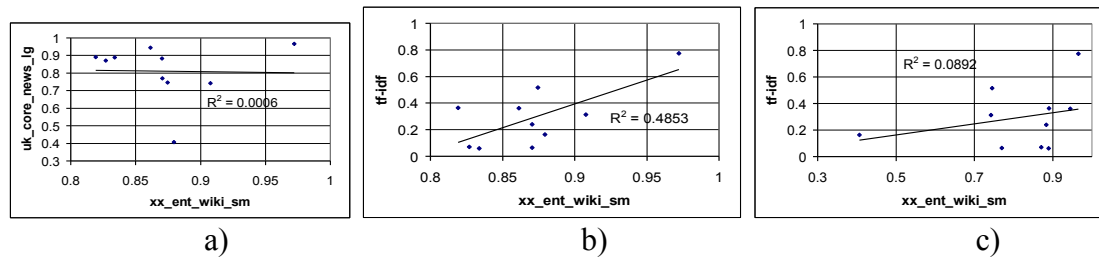 uk_core_news_lg
1
0.9
0.8
0.7
0.6
0.5
0.4
0.3
R² = 0.0006
0.8 0.85 0.9 0.95 1
xx_ent_wiki_sm
a)
tf-idf
1
0.8
0.6
0.4
0.2
0
R² = 0.4853
0.8 0.85 0.9 0.95 1
xx_ent_wiki_sm
b)
tf-idf
1
0.8
0.6
0.4
0.2
0
R² = 0.0892
0.3 0.5 0.7 0.9
xx_ent_wiki_sm
c)